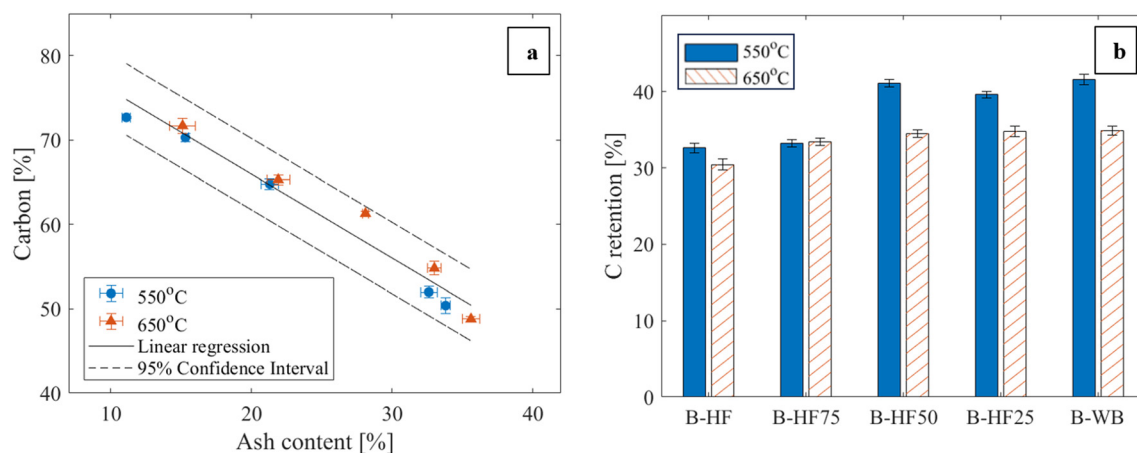 a
Carbon [%]
80
70
60
50
40
550°C
650°C
Linear regression
95% Confidence Interval
10 20 30 40
Ash content [%]
b
C retention [%]
40
30
20
10
0
550°C
650°C
B-HF B-HF75 B-HF50 B-HF25 B-WB